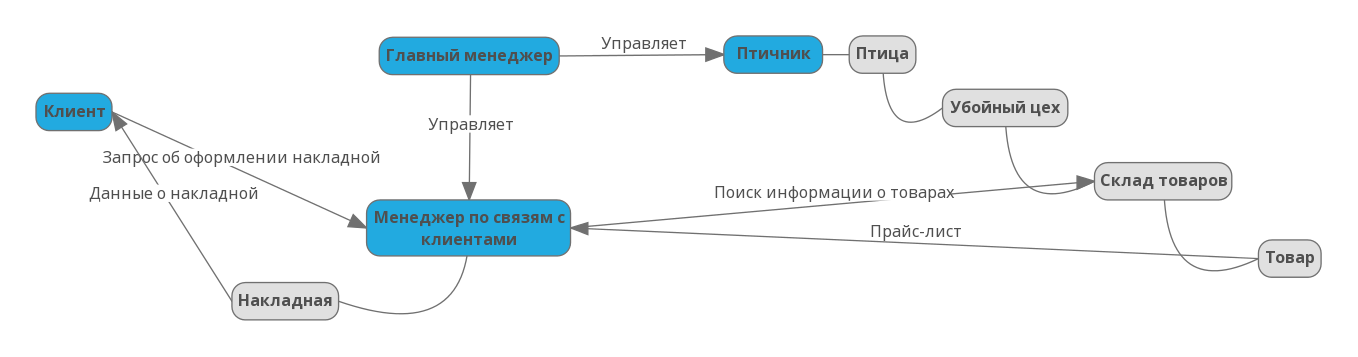 Управляет
Главный менеджер
Птичник
Птица
Клиент
Убойный цех
Управляет
Запрос об оформлении накладной
Данные о накладной
Склад товаров
Поиск информации о товарах
Менеджер по связям с
клиентами
Прайс-лист
Товар
Накладная